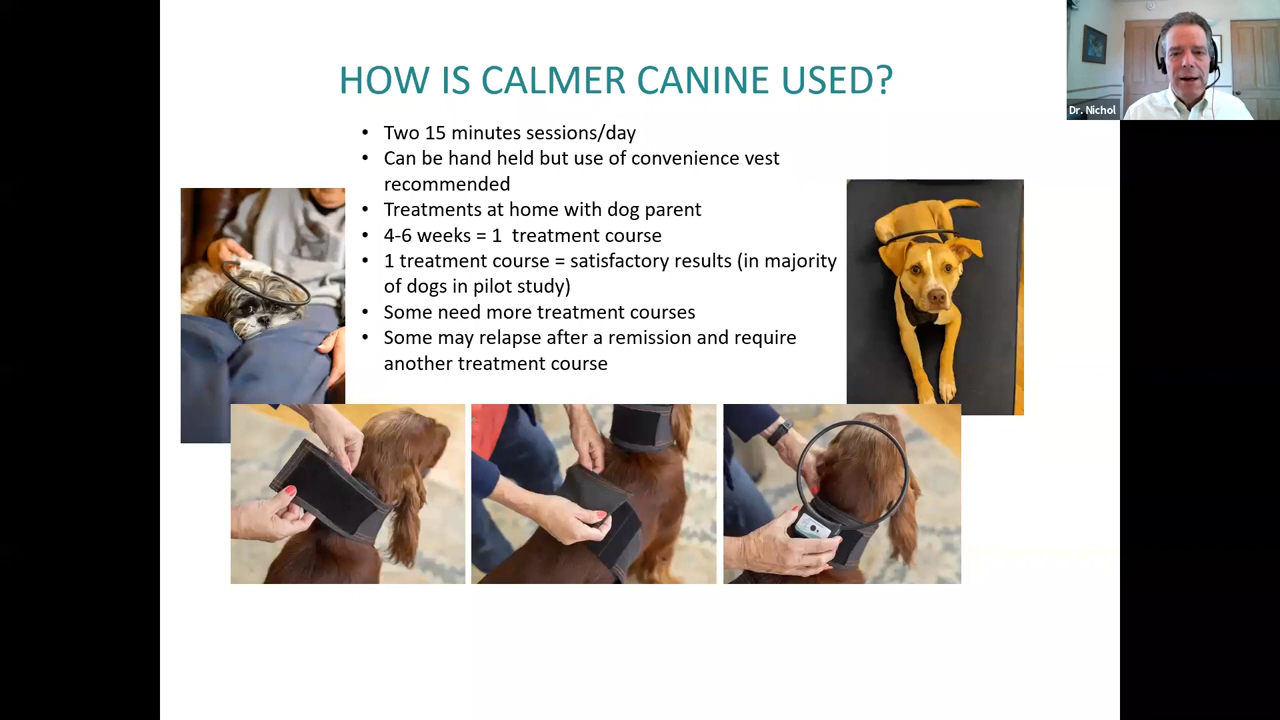 HOW IS CALMER CANINE USED?
• Two 15 minutes sessions/day
• Can be hand held but use of convenience vest
recommended
• Treatments at home with dog parent
• 4-6 weeks = 1 treatment course
• 1 treatment course = satisfactory results (in majority
of dogs in pilot study)
• Some need more treatment courses
• Some may relapse after a remission and require
another treatment course
Dr. Nichol